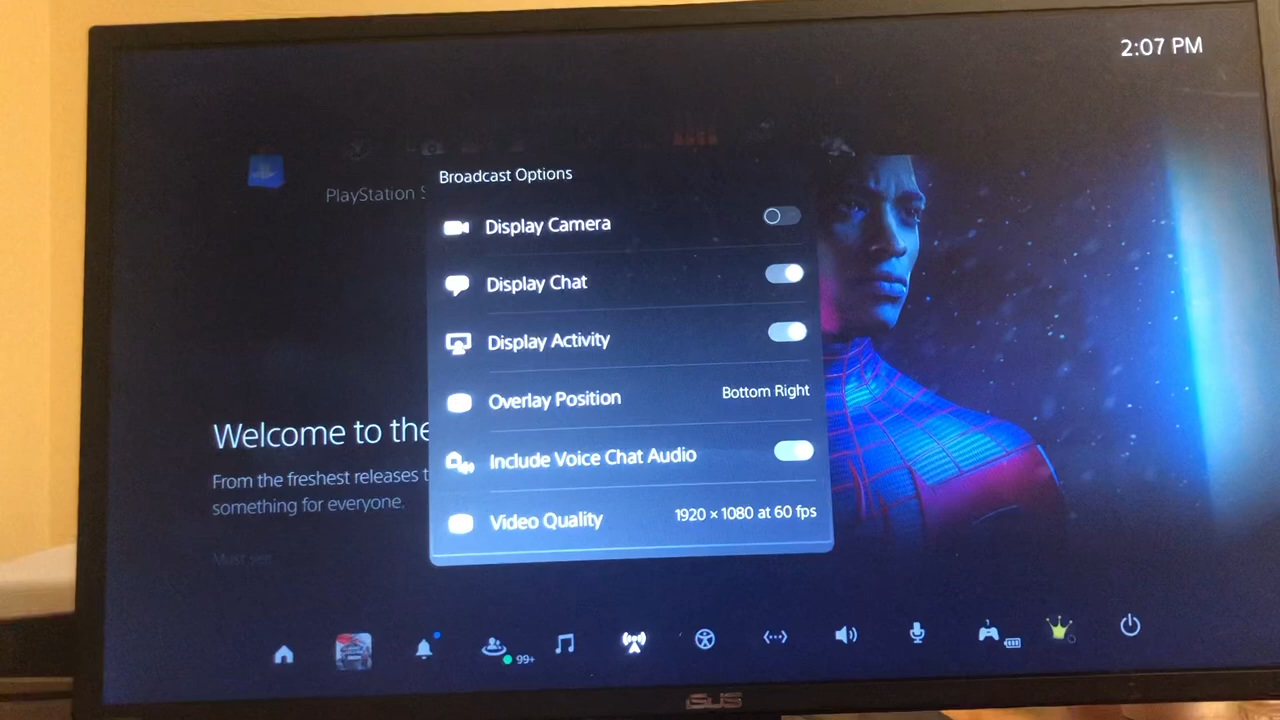 2:07 PM
PlayStation S
Broadcast Options
Display Camera
Display Chat
Display Activity
Overlay Position Bottom Right
Include Voice Chat Audio
Video Quality 1920 × 1080 at 60 fps
Welcome to the
From the freshest releases t
something for everyone.
Must see
99+
ASUS